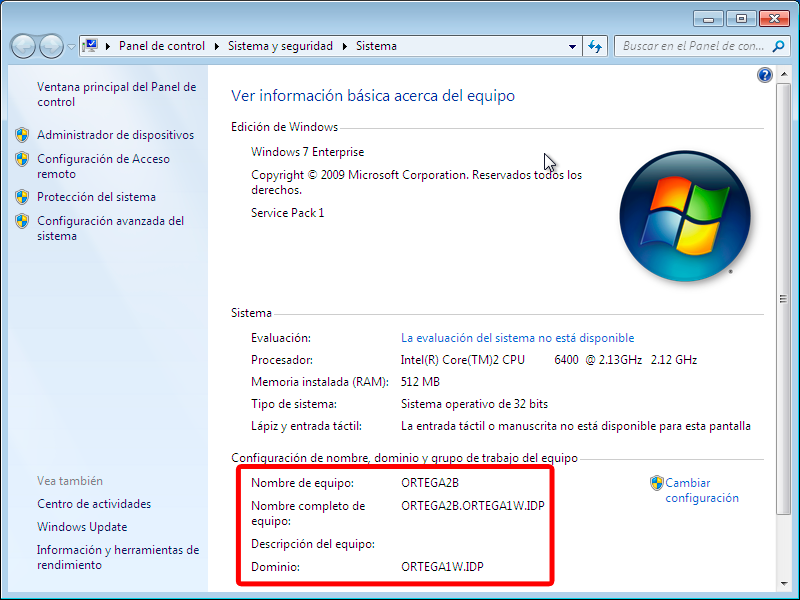 Panel de control Sistema y seguridad Sistema
Buscar en el Panel de con...
Ventana principal del Panel de
control
Administrador de dispositivos
Configuración de Acceso
remoto
Protección del sistema
Configuración avanzada del
sistema
Vea también
Centro de actividades
Windows Update
Información y herramientas de
rendimiento
Ver información básica acerca del equipo
Edición de Windows
Windows 7 Enterprise
Copyright © 2009 Microsoft Corporation. Reservados todos los
derechos.
Service Pack 1
Sistema
Evaluación: La evaluación del sistema no está disponible
Procesador: Intel(R) Core(TM)2 CPU 6400 @ 2.13GHz 2.12 GHz
Memoria instalada (RAM): 512 MB
Tipo de sistema: Sistema operativo de 32 bits
Lápiz y entrada táctil: La entrada táctil o manuscrita no está disponible para esta pantalla
Configuración de nombre, dominio y grupo de trabajo del equipo
Nombre de equipo: ORTEGA2B
Nombre completo de ORTEGA2B.ORTEGA1W.IDP
equipo:
Descripción del equipo:
Dominio: ORTEGA1W.IDP
Cambiar
configuración